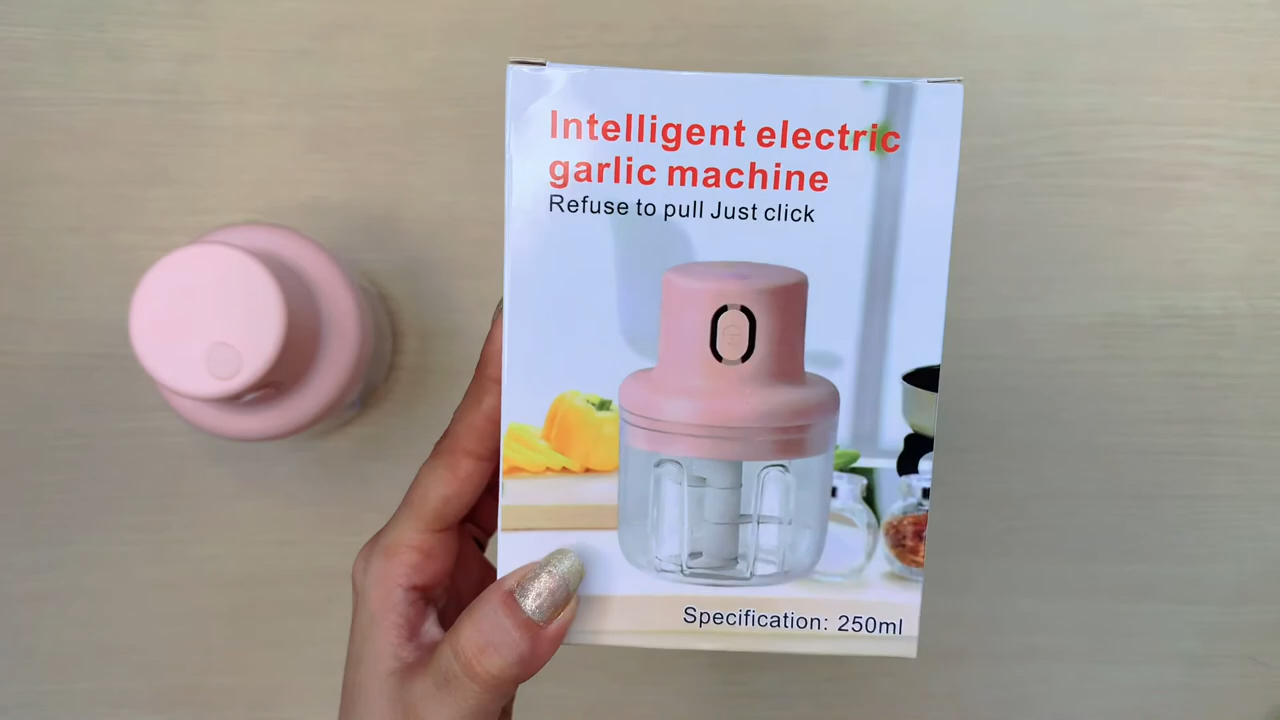 Intelligent electric
garlic machine
Refuse to pull Just click
Specification: 250ml